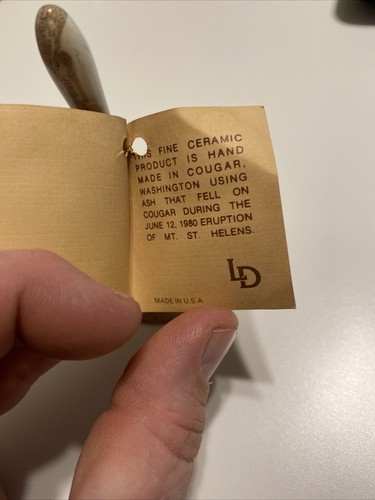 THIS FINE CERAMIC
PRODUCT IS HAND
MADE IN COUGAR,
WASHINGTON USING
ASH THAT FELL ON
COUGAR DURING THE
JUNE 12, 1980 ERUPTION
OF MT. ST. HELENS.
LD
MADE IN U.S.A